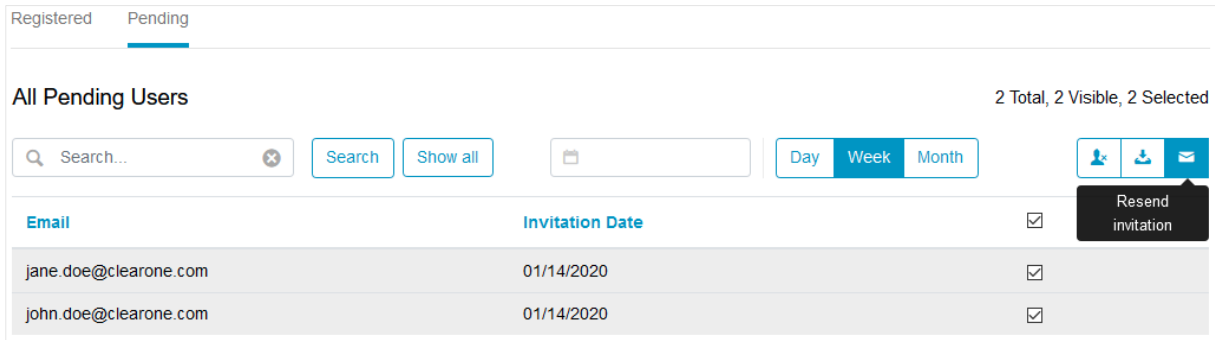 Registered Pending
All Pending Users 2 Total, 2 Visible, 2 Selected
Search... Search Show all Day Week Month
Resend
invitation
Email Invitation Date
jane.doe@clearone.com 01/14/2020
john.doe@clearone.com 01/14/2020